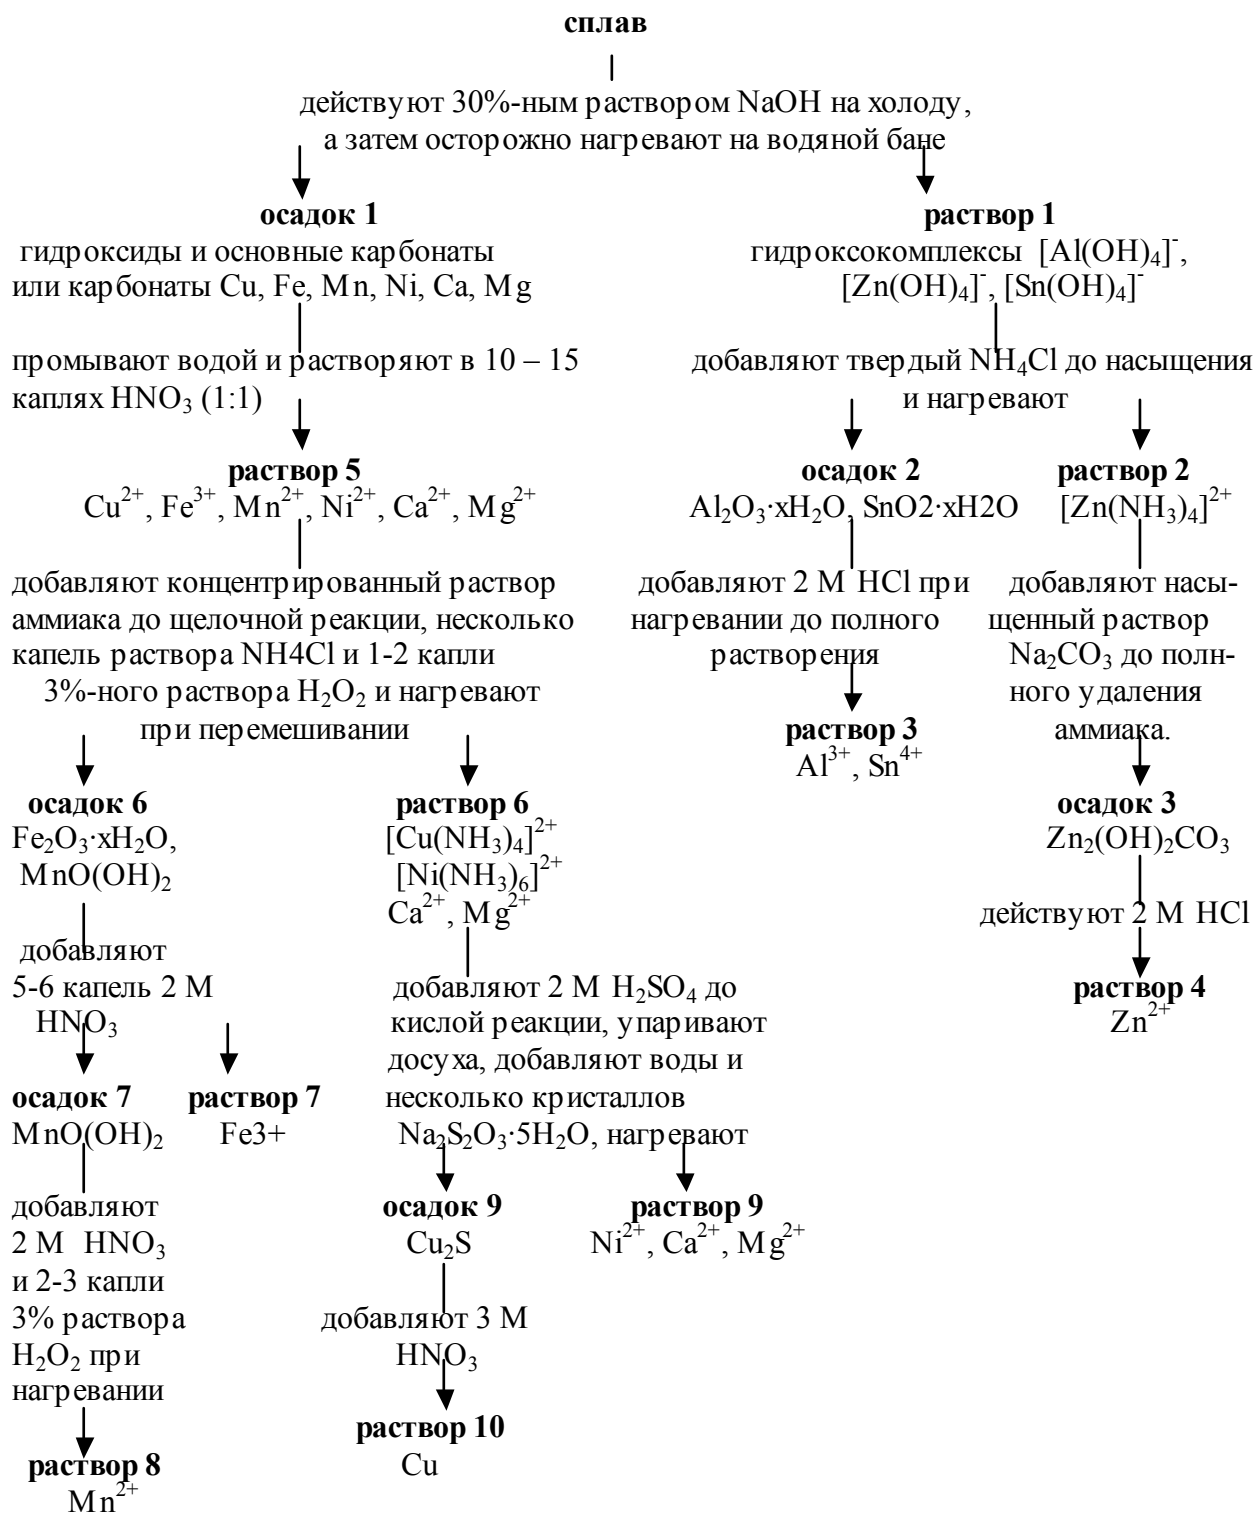 сплав
действуют 30%-ным раствором NaOH на холоду,
а затем осторожно нагревают на водяной бане
осадок 1
гидроксиды и основные карбонаты
или карбонаты Cu, Fe, Mn, Ni, Ca, Mg
промывают водой и растворяют в 10 – 15
каплях HNO₃ (1:1)
раствор 5
Cu²⁺, Fe³⁺, Mn²⁺, Ni²⁺, Ca²⁺, Mg²⁺
добавляют концентрированный раствор
аммиака до щелочной реакции, несколько
капель раствора NH4Cl и 1-2 капли
3%-ного раствора H₂O₂ и нагревают
при перемешивании
осадок 6
Fe₂O₃·xH₂O,
MnO(OH)₂
добавляют
5-6 капель 2 М
HNO₃
осадок 7
MnO(OH)₂
добавляют
2 М HNO₃
и 2-3 капли
3% раствора
H₂O₂ при
нагревании
раствор 8
Mn²⁺
раствор 7
Fe3+
раствор 6
[Cu(NH₃)₄]²⁺
[Ni(NH₃)₆]²⁺
Ca²⁺, Mg²⁺
добавляют 2 М H₂SO₄ до
кислой реакции, упаривают
досуха, добавляют воды и
несколько кристаллов
Na₂S₂O₃·5H₂O, нагревают
осадок 9
Cu₂S
добавляют 3 М
HNO₃
раствор 10
Cu
раствор 9
Ni²⁺, Ca²⁺, Mg²⁺
раствор 1
гидроксокомплексы [Al(OH)₄]⁻,
[Zn(OH)₄]⁻, [Sn(OH)₄]⁻
добавляют твердый NH₄Cl до насыщения
и нагревают
осадок 2
Al₂O₃·xH₂O, SnO2·xH2O
добавляют 2 М HCl при
нагревании до полного
растворения
раствор 3
Al³⁺, Sn⁴⁺
раствор 2
[Zn(NH₃)₄]²⁺
добавляют насы-
щенный раствор
Na₂CO₃ до полн-
ного удаления
аммиака.
осадок 3
Zn₂(OH)₂CO₃
действуют 2 М HCl
раствор 4
Zn²⁺